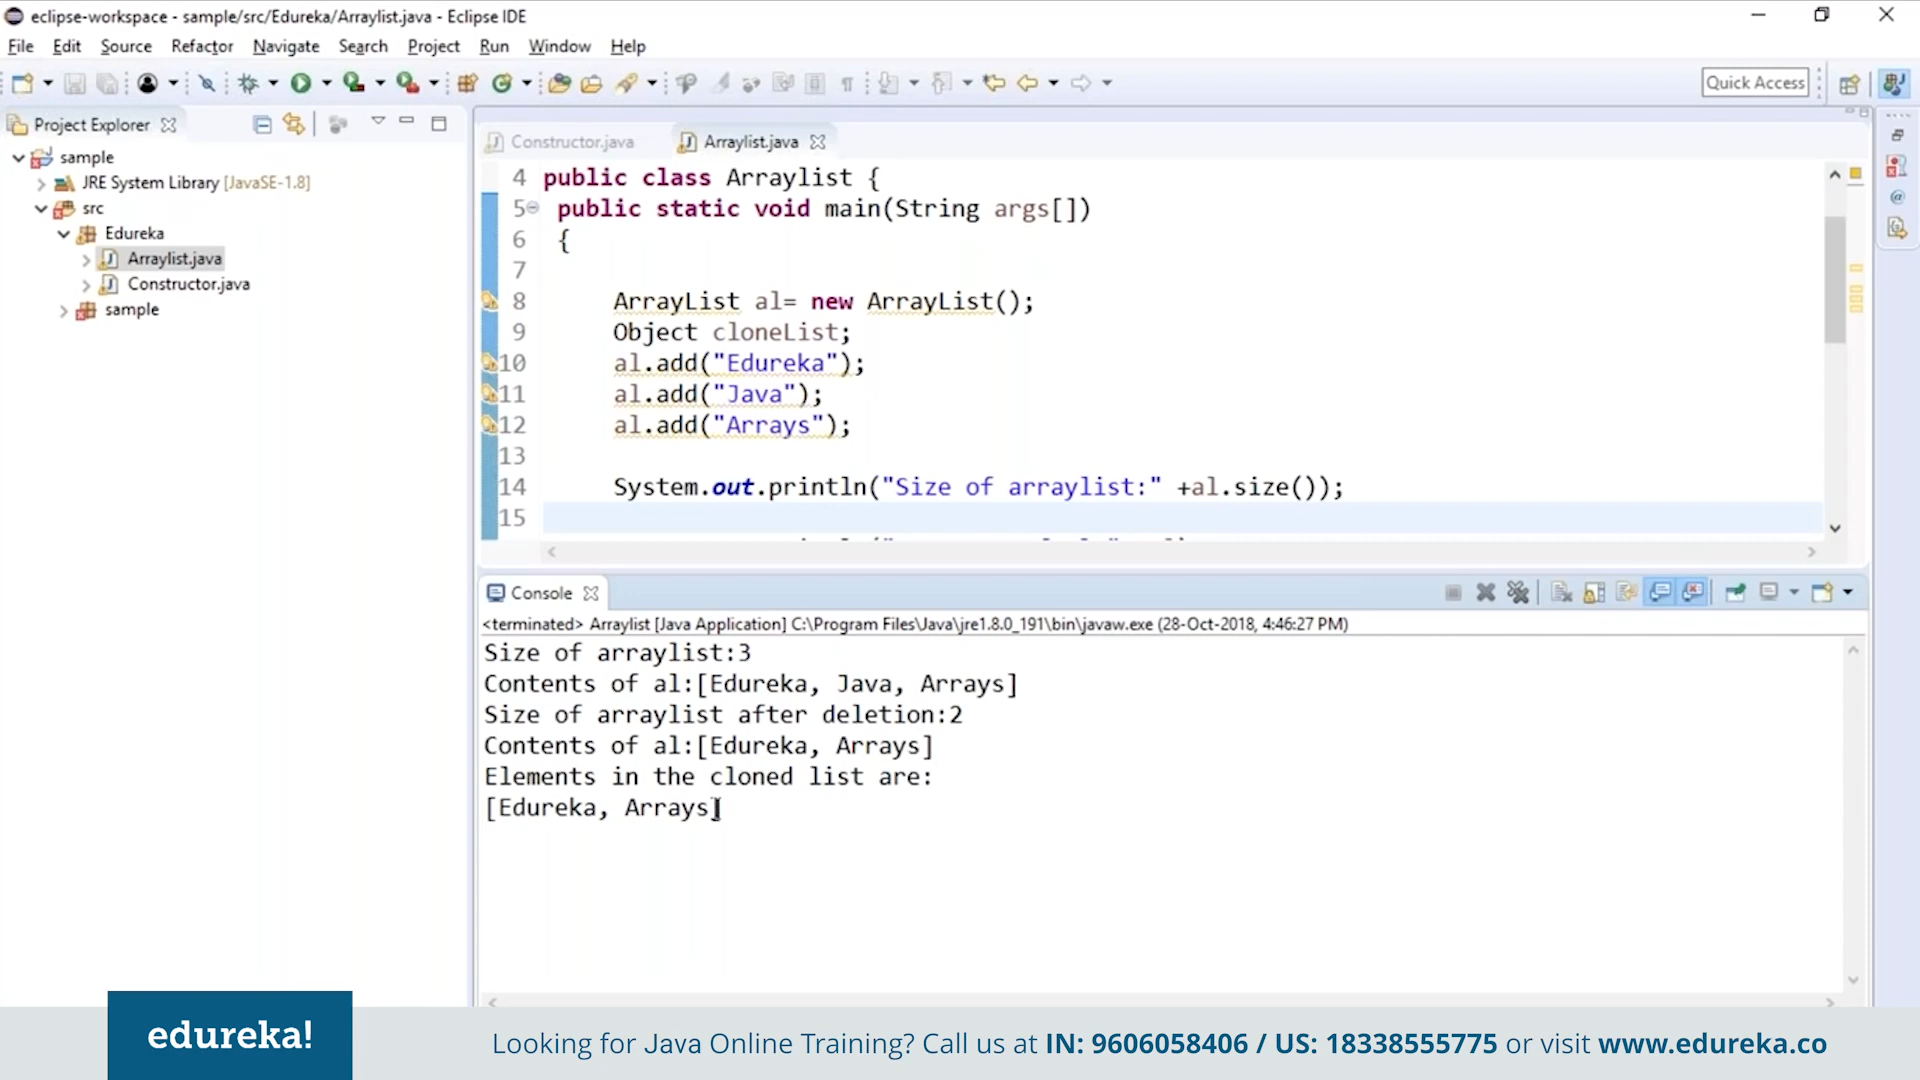 eclipse-workspace - sample/src/Edureka/Arraylist.java - Eclipse IDE
File Edit Source Refactor Navigate Search Project Run Window Help
Quick Access
Project Explorer
sample
JRE System Library [JavaSE-1.8]
src
Edureka
Arraylist.java
Constructor.java
sample
Constructor.java Arraylist.java
4 public class Arraylist {
5 public static void main(String args[])
6 {
7
8 ArrayList al= new ArrayList();
9 Object cloneList;
10 al.add("Edureka");
11 al.add("Java");
12 al.add("Arrays");
13
14 System.out.println("Size of arraylist:" +al.size());
15
Console
<terminated> Arraylist [Java Application] C:\Program Files\Java\jre1.8.0_191\bin\javaw.exe (28-Oct-2018, 4:46:27 PM)
Size of arraylist:3
Contents of al:[Edureka, Java, Arrays]
Size of arraylist after deletion:2
Contents of al:[Edureka, Arrays]
Elements in the cloned list are:
[Edureka, Arrays]
edureka!
Looking for Java Online Training? Call us at IN: 9606058406 / US: 18338555775 or visit www.edureka.co